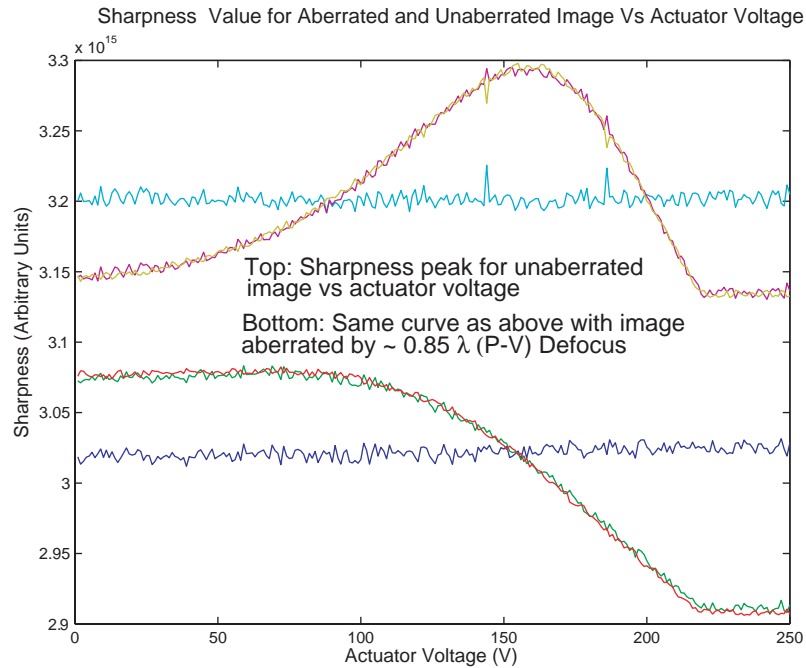 Sharpness Value for Aberrated and Unaberrated Image Vs Actuator Voltage
x 10^15
3.3
3.25
3.2
3.15
3.1
3.05
3
2.95
2.9
Sharpness (Arbitrary Units)
Top: Sharpness peak for unaberrated
image vs actuator voltage
Bottom: Same curve as above with image
aberrated by ~ 0.85 λ (P-V) Defocus
0 50 100 150 200 250
Actuator Voltage (V)